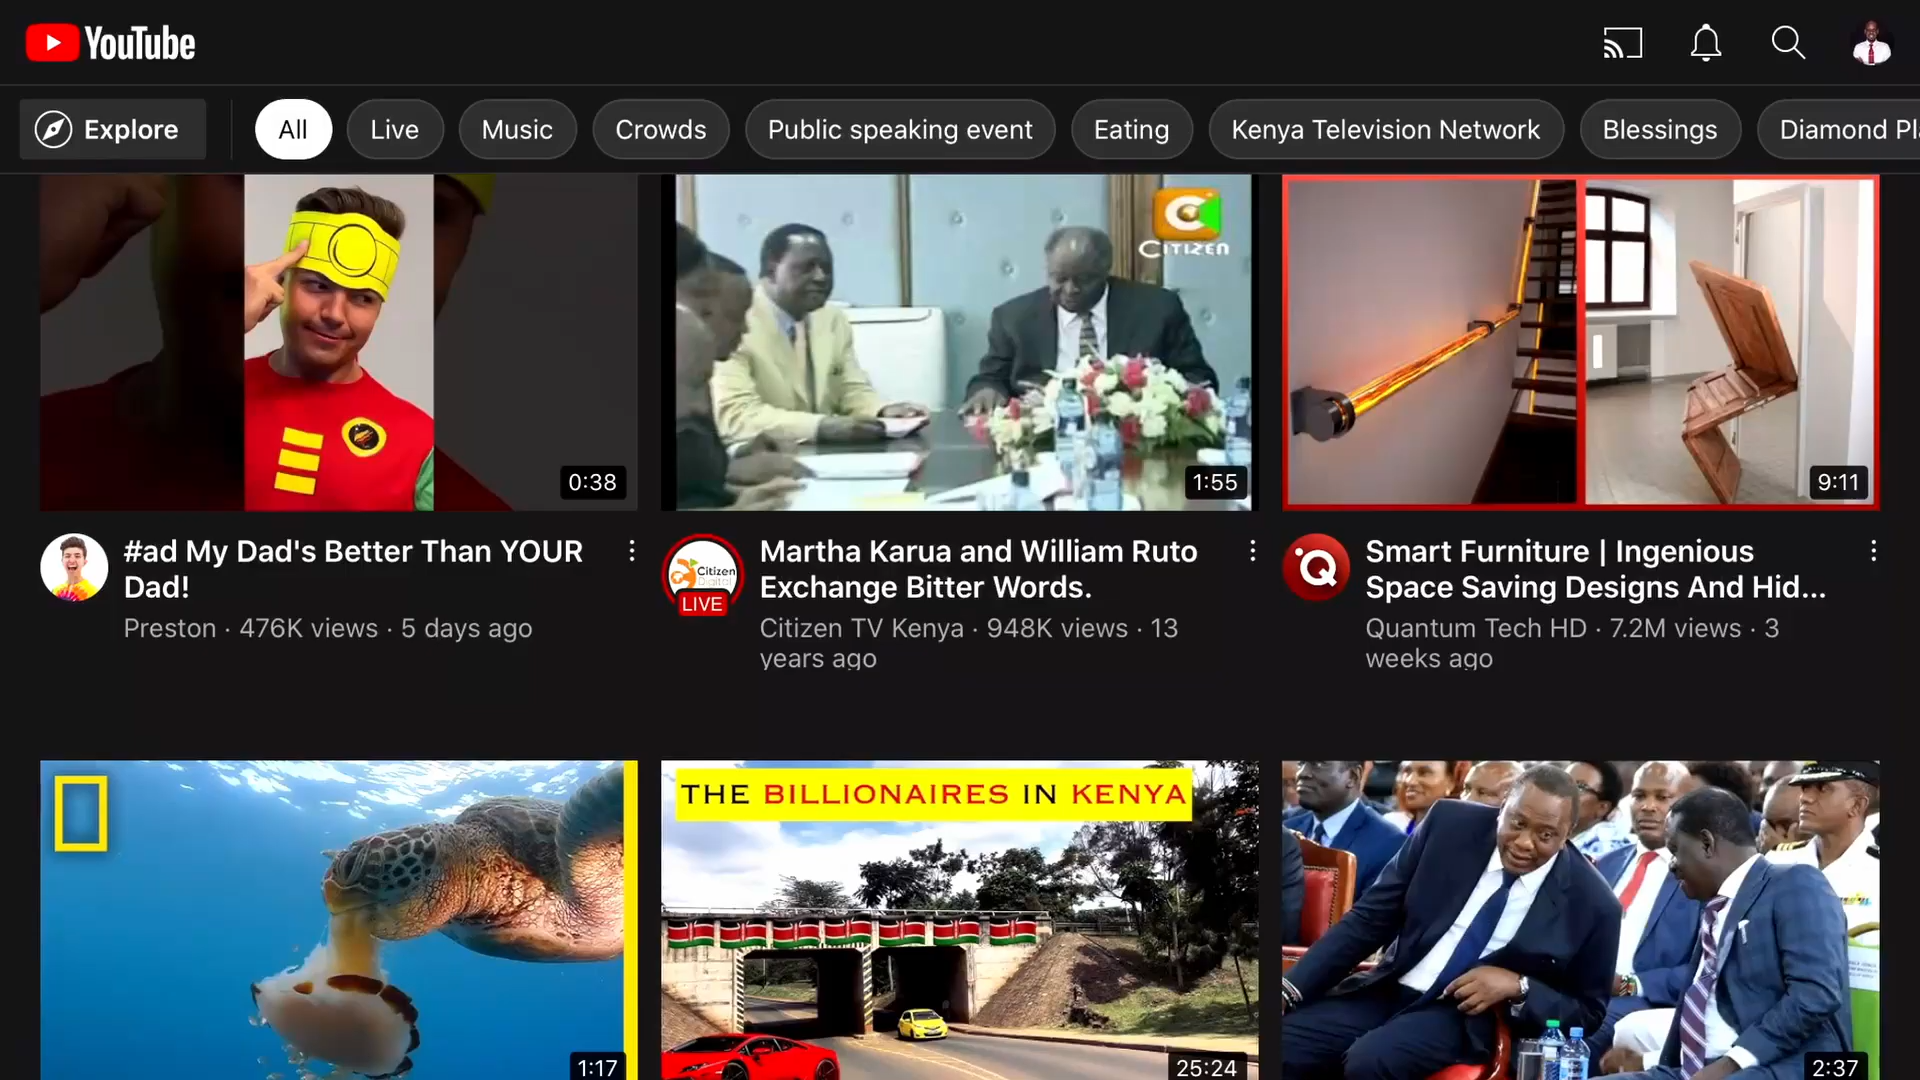 YouTube
Explore
All
Live
Music
Crowds
Public speaking event
Eating
Kenya Television Network
Blessings
Diamond Pl
CITIZEN
0:38
1:55
9:11
#ad My Dad's Better Than YOUR
Dad!
Preston · 476K views · 5 days ago
Citizen
Digital
LIVE
Martha Karua and William Ruto
Exchange Bitter Words.
Citizen TV Kenya · 948K views · 13
years ago
Q
Smart Furniture | Ingenious
Space Saving Designs And Hid...
Quantum Tech HD · 7.2M views · 3
weeks ago
THE BILLIONAIRES IN KENYA
1:17
25:24
2:37